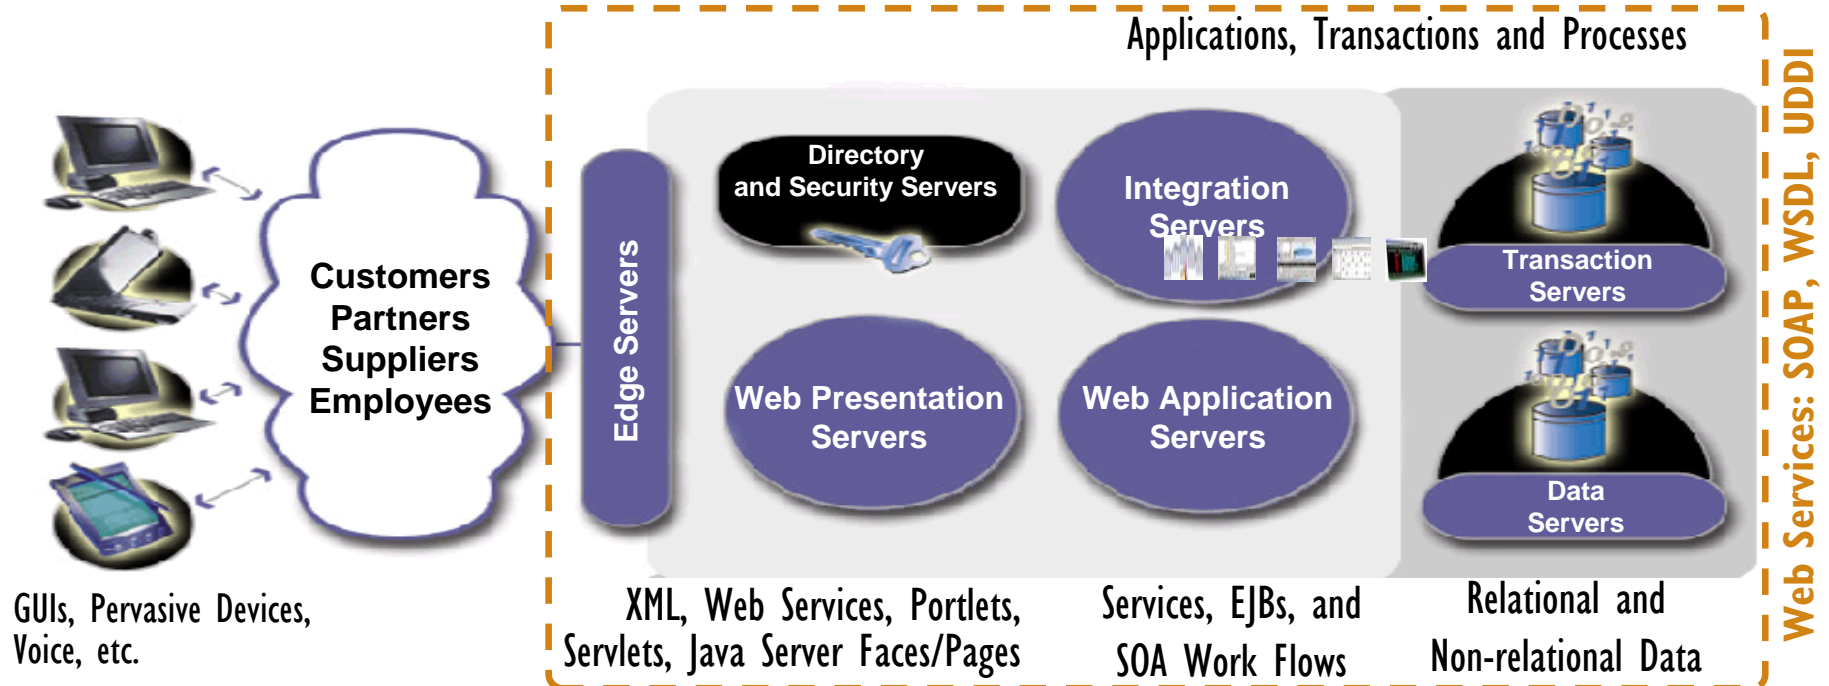 Applications, Transactions and Processes
Customers
Partners
Suppliers
Employees
Edge Servers
Directory
and Security Servers
Integration
Servers
Web Presentation
Servers
Web Application
Servers
Transaction
Servers
Data
Servers
GUIs, Pervasive Devices,
Voice, etc.
XML, Web Services, Portlets,
Servlets, Java Server Faces/Pages
Services, EJBs, and
SOA Work Flows
Relational and
Non-relational Data
Web Services: SOAP, WSDL, UDDI